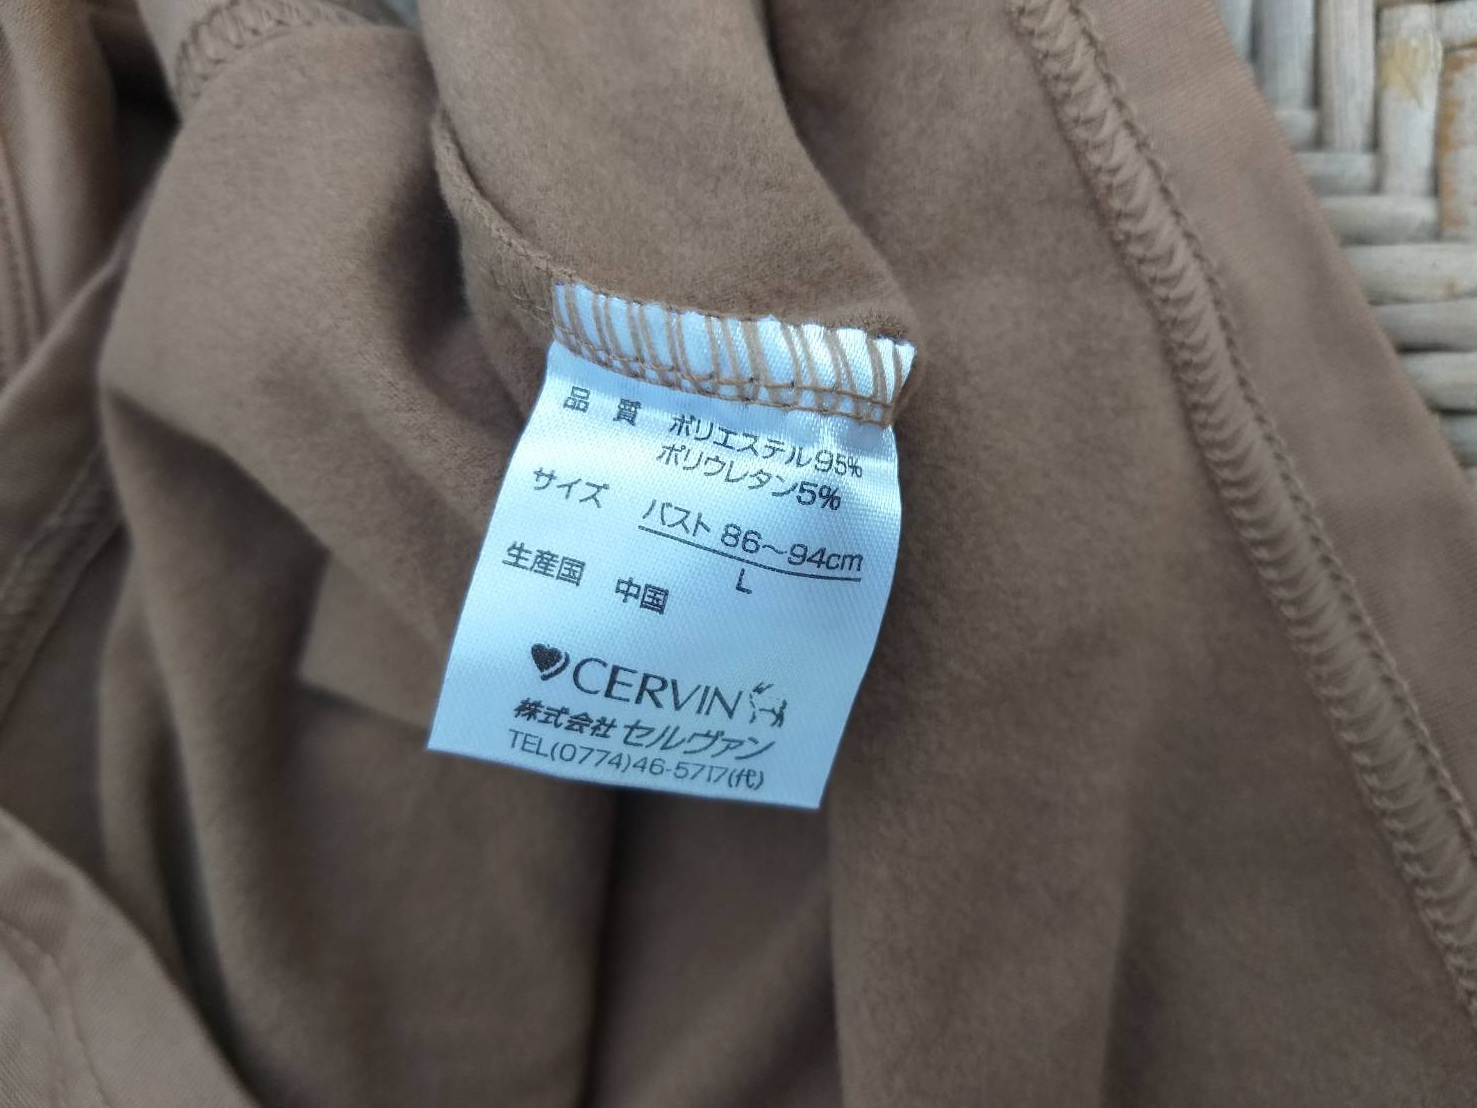 品 質 ポリエステル95%
ポリウレタン5%
サイズ バスト 86～94cm
L
生産国 中国
CERVIN
株式会社 セルヴァン
TEL(0774)46-5717(代)